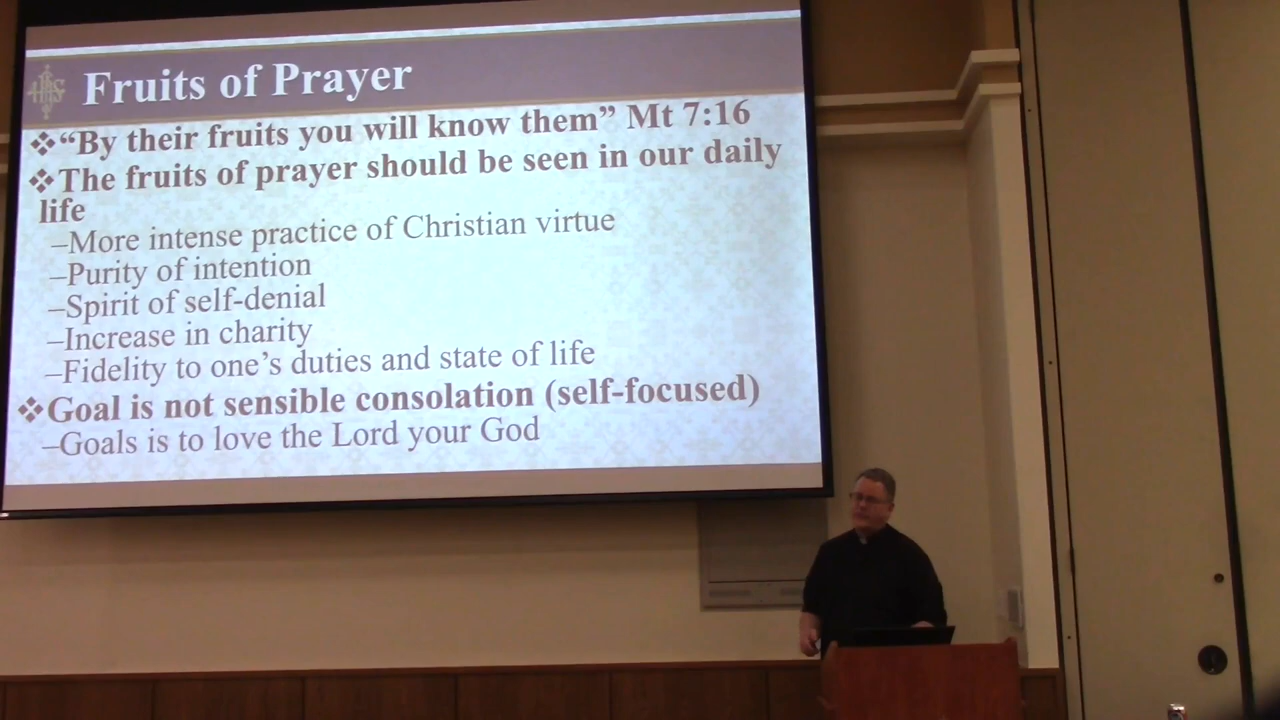 Fruits of Prayer
❖“By their fruits you will know them” Mt 7:16
❖The fruits of prayer should be seen in our daily
life
–More intense practice of Christian virtue
–Purity of intention
–Spirit of self-denial
–Increase in charity
–Fidelity to one’s duties and state of life
❖Goal is not sensible consolation (self-focused)
–Goals is to love the Lord your God